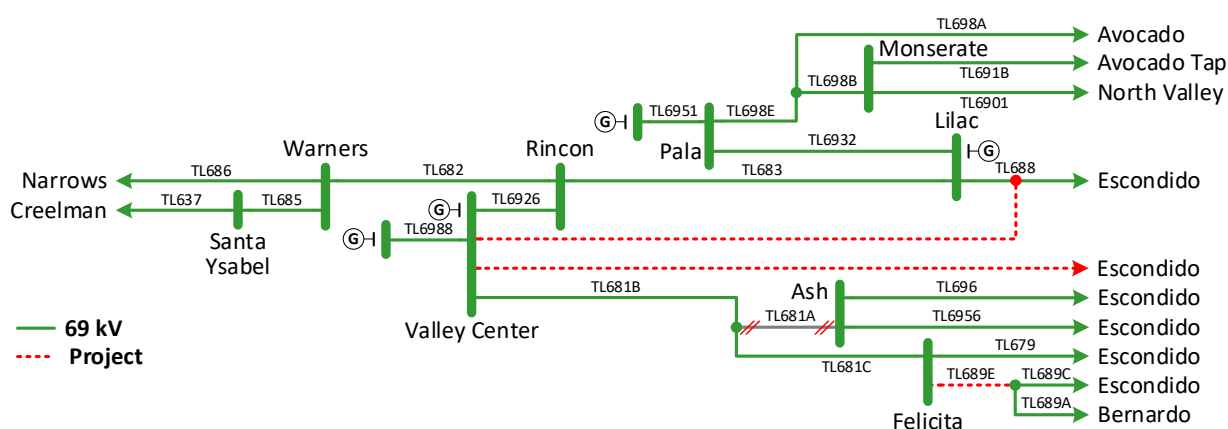 TL698A
Avocado
Monserate
Avocado Tap
TL698B
TL691B
North Valley
TL6901
TL6951
TL698E
G
Lilac
Warners
Rincon
Pala
TL6932
G
Narrows
TL686
TL682
TL683
TL688
Escondido
Creelman
TL637
TL685
G
TL6926
Santa
Ysabel
G
TL6988
Escondido
TL681B
Ash
TL696
Escondido
69 kV
Valley Center
TL681A
TL6956
Escondido
Project
TL681C
TL679
Escondido
TL689E
TL689C
Escondido
TL689A
Felicita
Bernardo